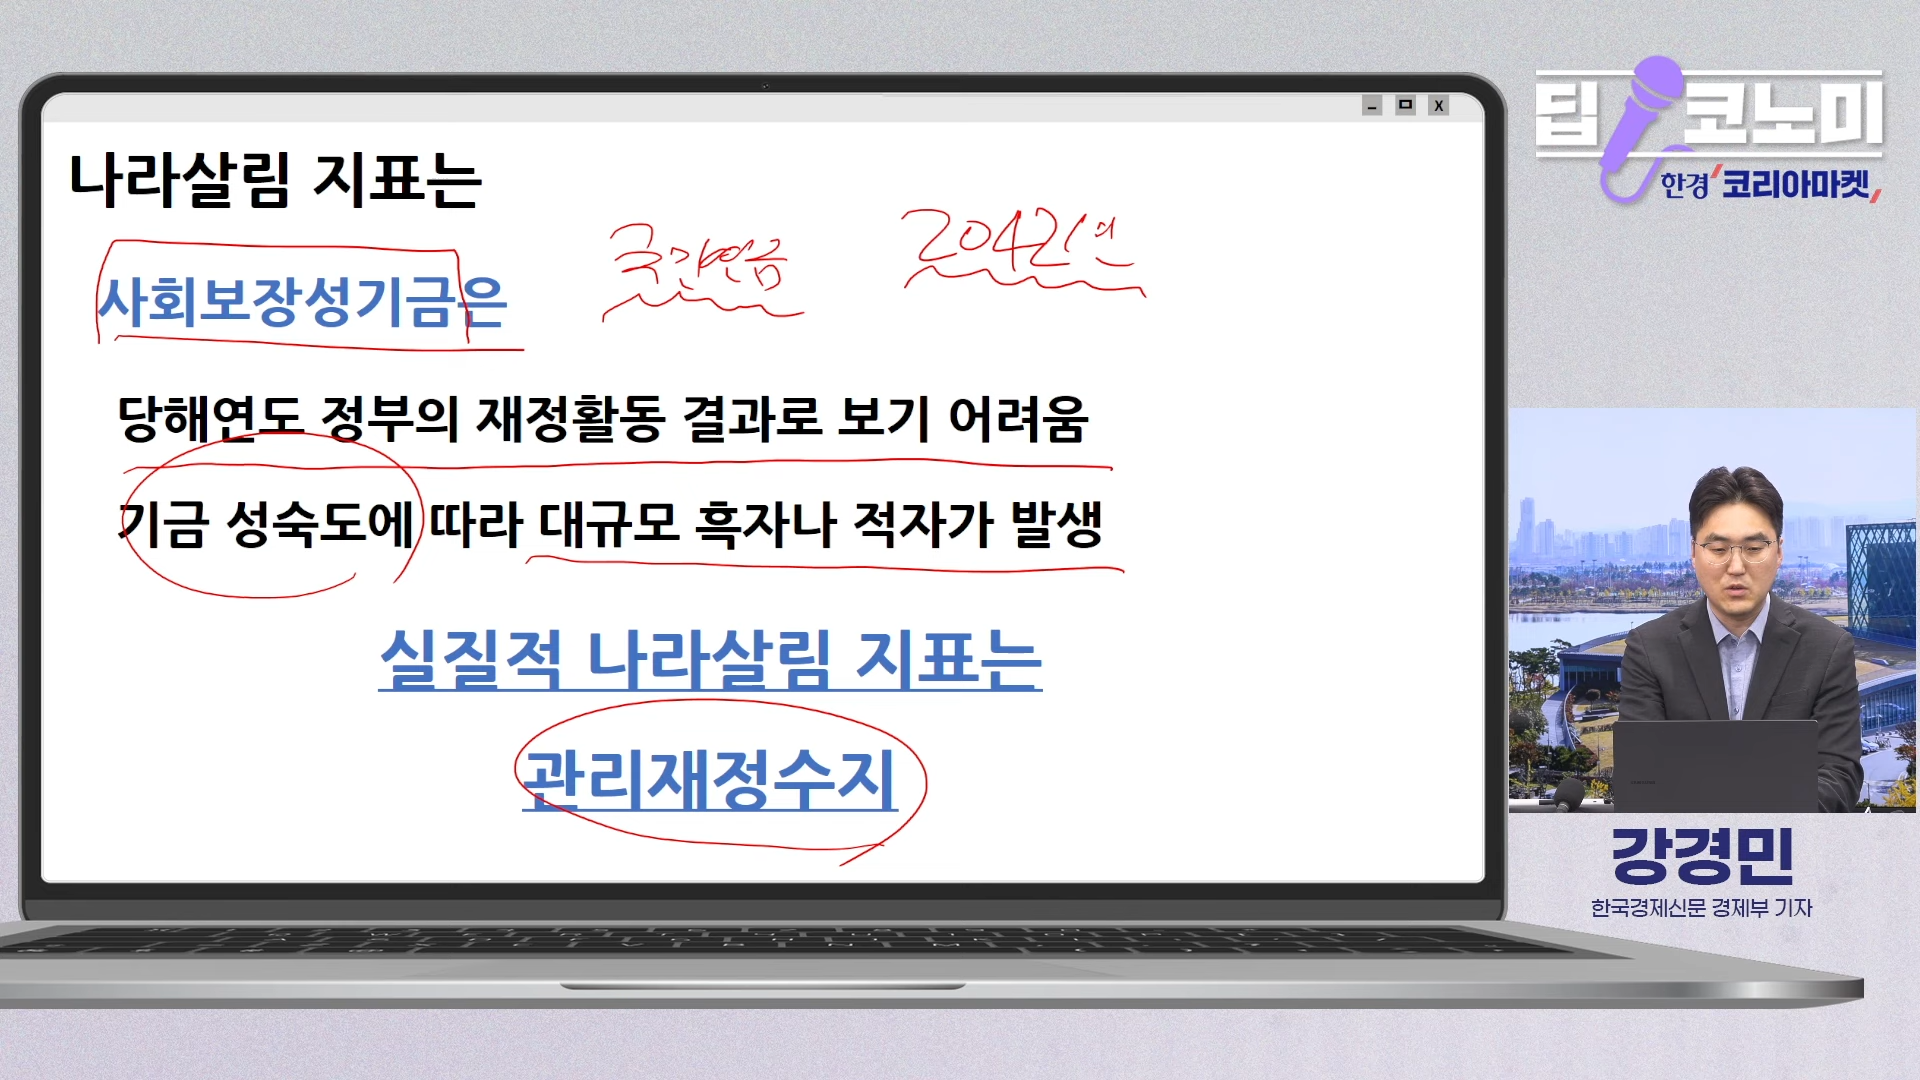 나라살림 지표는
사회보장성기금은
국민연금
2042년
당해연도 정부의 재정활동 결과로 보기 어려움
기금 성숙도에 따라 대규모 흑자나 적자가 발생
실질적 나라살림 지표는
관리재정수지
X
딥코노미
한경 '코리아마켓,
강경민
한국경제신문 경제부 기자